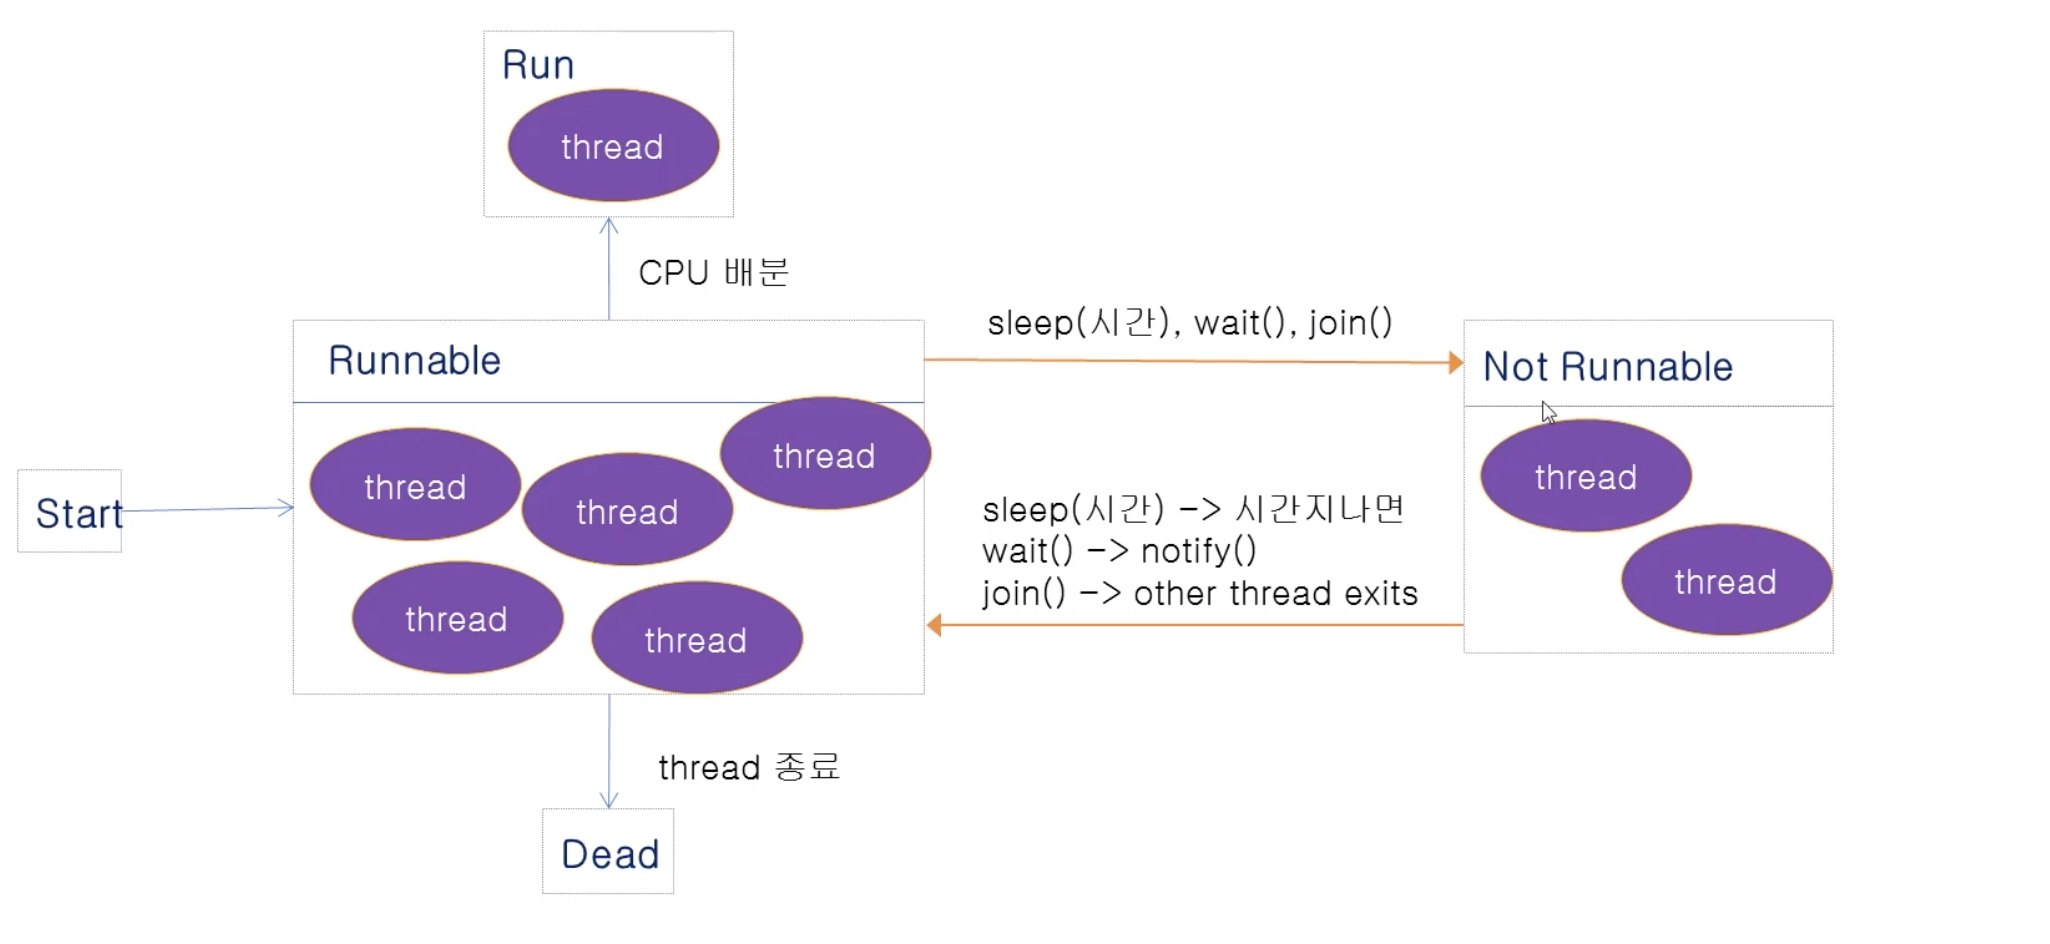 Run
thread
CPU 배분
sleep(시간), wait(), join()
Runnable
Not Runnable
thread
thread
thread
thread
thread
Start
sleep(시간) -> 시간지나면
wait() -> notify()
join() -> other thread exits
thread
thread
thread 종료
Dead